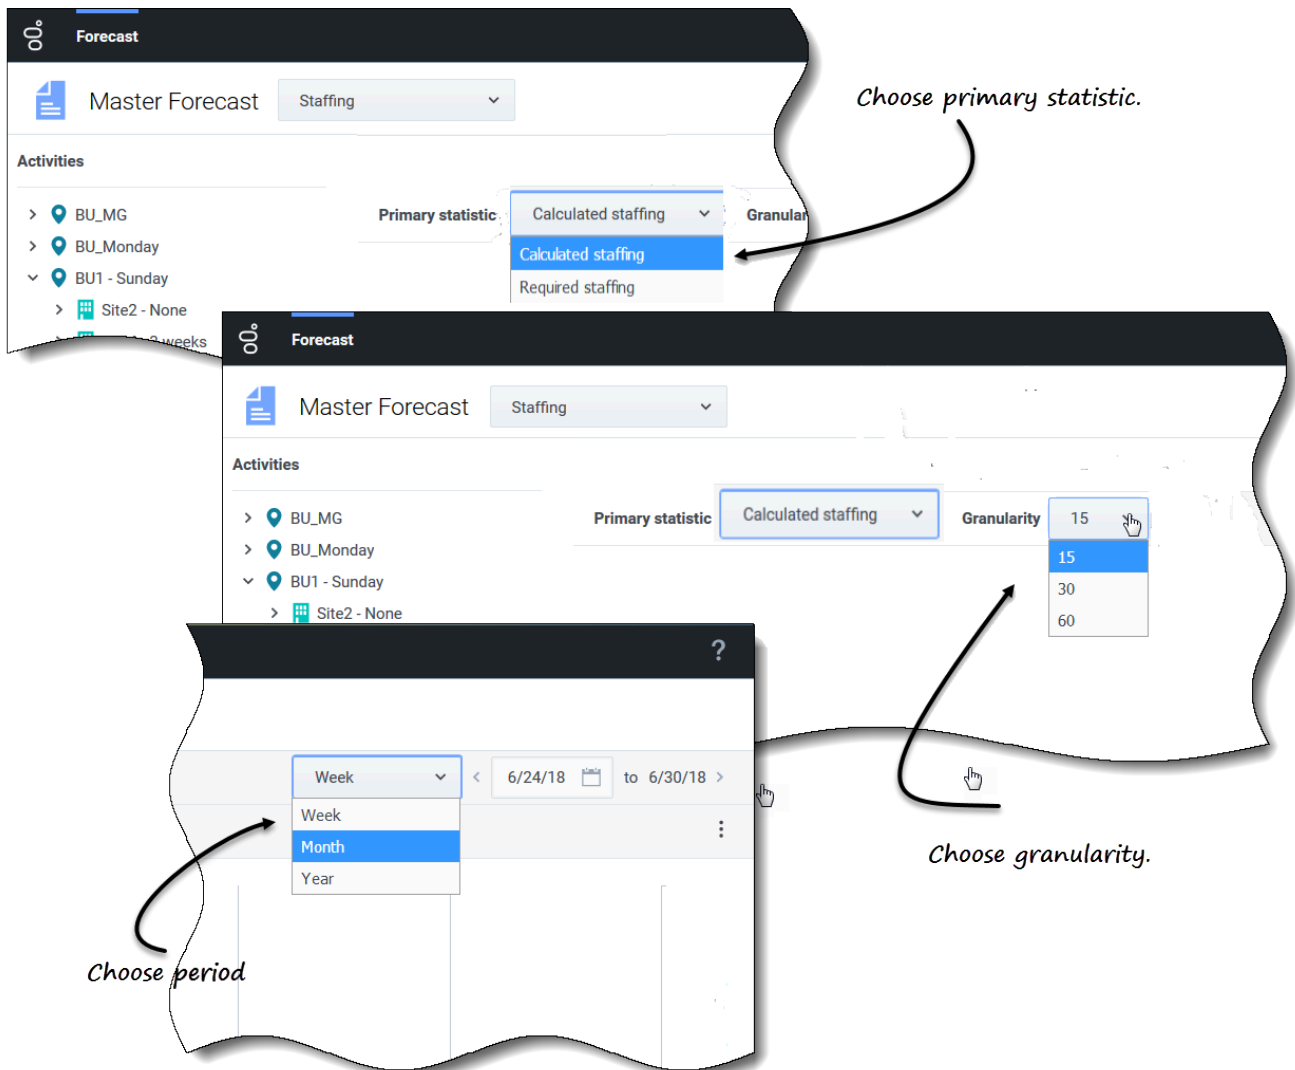 Forecast
Master Forecast Staffing
Choose primary statistic.
Activities
BU_MG
Primary statistic Calculated staffing Granular
BU_Monday
Calculated staffing
BU1 - Sunday
Required staffing
Site2 - None
weeks
Forecast
Master Forecast Staffing
Activities
BU_MG
Primary statistic Calculated staffing Granularity 15
BU_Monday
15
BU1 - Sunday
30
Site2 - None
60
?
Week < 6/24/18 to 6/30/18 >
Week
Month
Year
Choose granularity.
Choose period